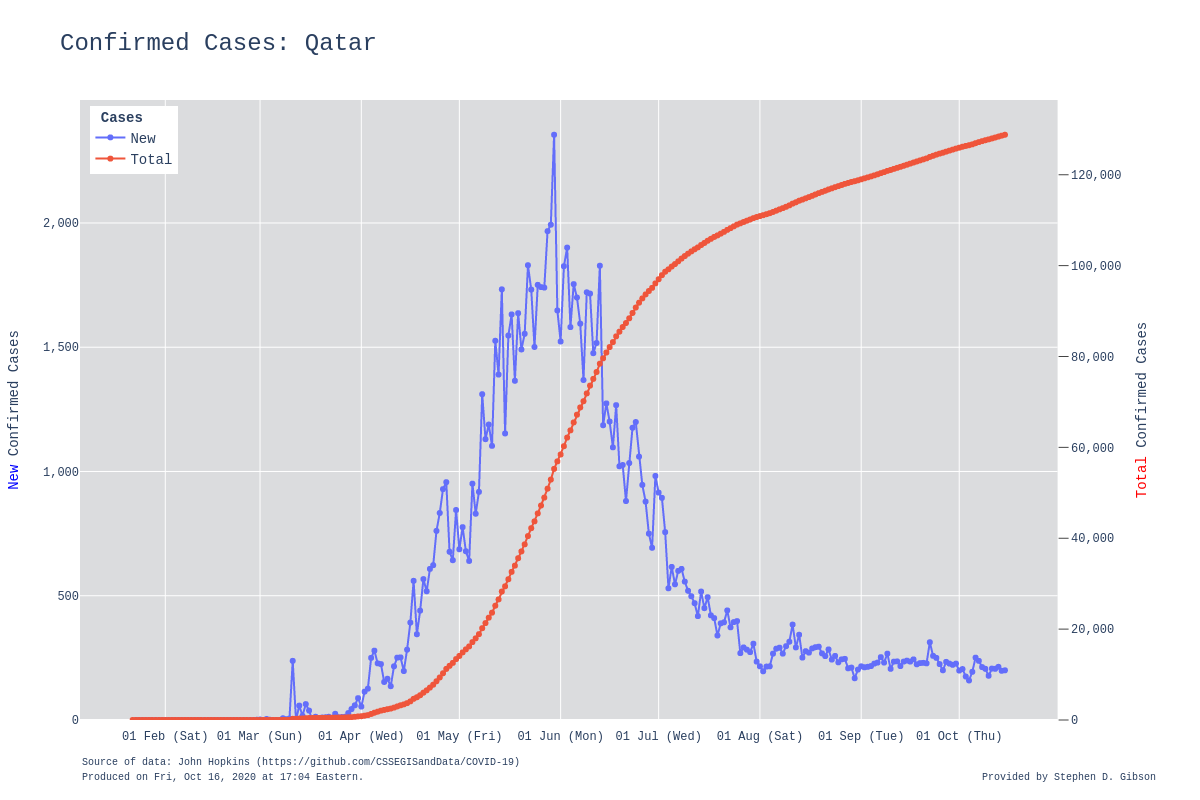 Confirmed Cases: Qatar
Cases
New
Total
2,000
1,500
1,000
500
0
120,000
100,000
80,000
60,000
40,000
20,000
0
New Confirmed Cases
Total Confirmed Cases
01 Feb (Sat) 01 Mar (Sun) 01 Apr (Wed) 01 May (Fri) 01 Jun (Mon) 01 Jul (Wed) 01 Aug (Sat) 01 Sep (Tue) 01 Oct (Thu)
Source of data: John Hopkins (https://github.com/CSSEGISandData/COVID-19)
Produced on Fri, Oct 16, 2020 at 17:04 Eastern.
Provided by Stephen D. Gibson